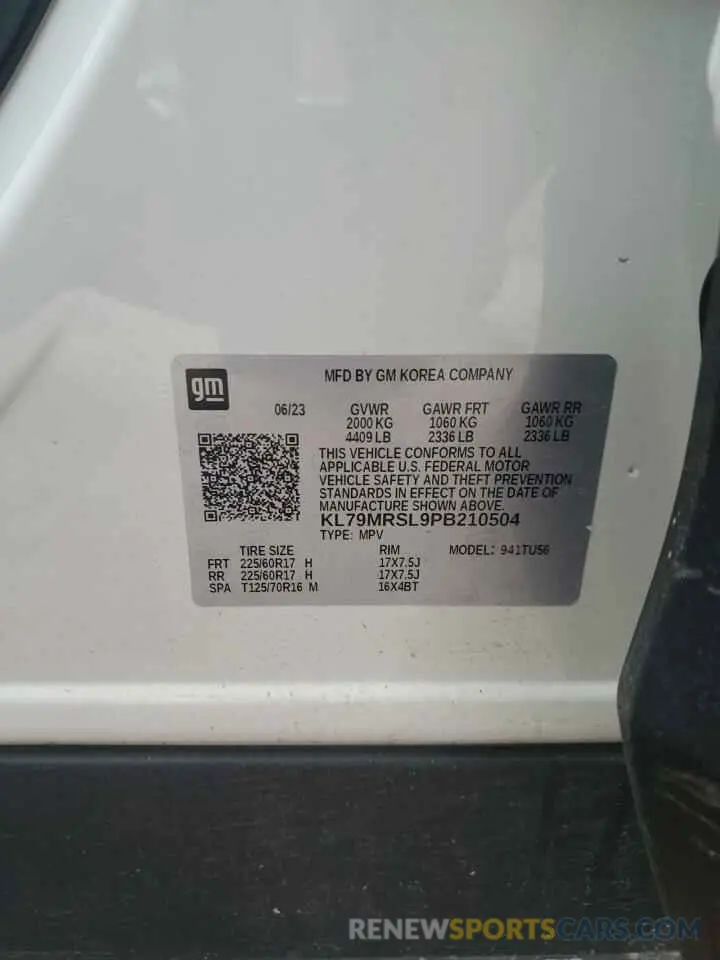 gm
MFD BY GM KOREA COMPANY
06/23 GVWR GAWR FRT GAWR RR
2000 KG 1060 KG 1060 KG
4409 LB 2336 LB 2336 LB
THIS VEHICLE CONFORMS TO ALL
APPLICABLE U.S. FEDERAL MOTOR
VEHICLE SAFETY AND THEFT PREVENTION
STANDARDS IN EFFECT ON THE DATE OF
MANUFACTURE SHOWN ABOVE.
KL79MRSL9PB210504
TYPE: MPV
TIRE SIZE RIM MODEL: 941TU56
FRT 225/60R17 H 17X7.5J
RR 225/60R17 H 17X7.5J
SPA T125/70R16 M 16X4BT
RENEWSPORTSCARS.COM